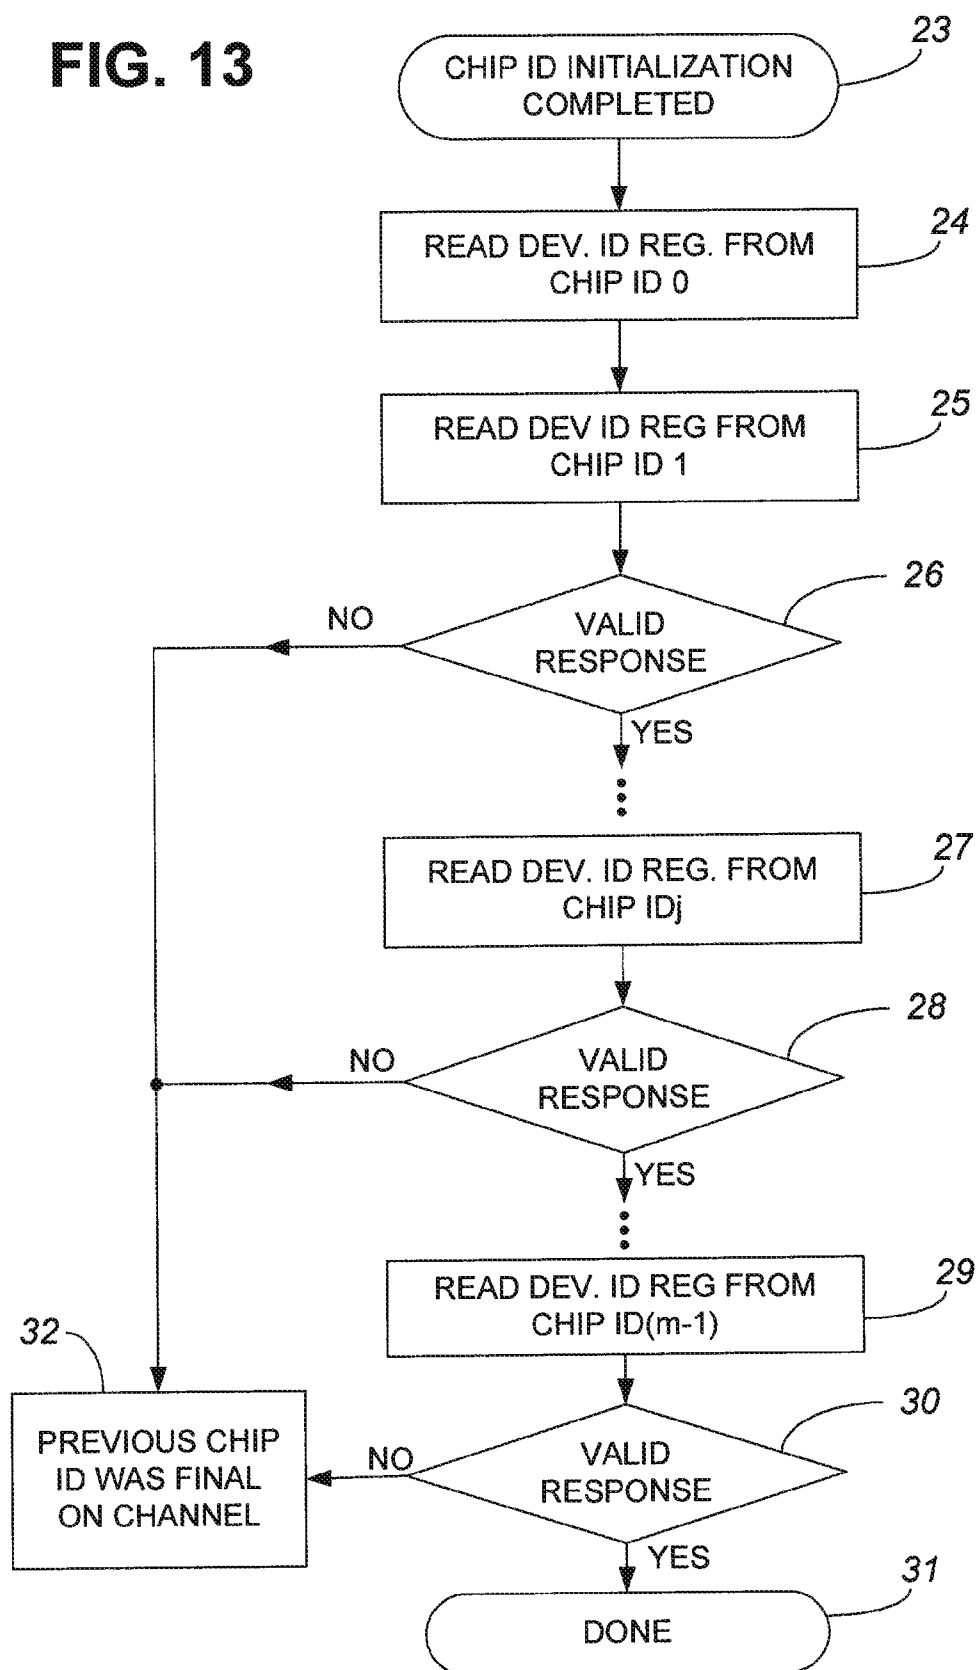 FIG. 13
23
CHIP ID INITIALIZATION
COMPLETED
24
READ DEV. ID REG. FROM
CHIP ID 0
25
READ DEV ID REG FROM
CHIP ID 1
26
NO
VALID
RESPONSE
YES
27
READ DEV. ID REG. FROM
CHIP IDj
28
NO
VALID
RESPONSE
YES
29
READ DEV. ID REG FROM
CHIP ID(m-1)
32
30
PREVIOUS CHIP
ID WAS FINAL
ON CHANNEL
NO
VALID
RESPONSE
YES
31
DONE